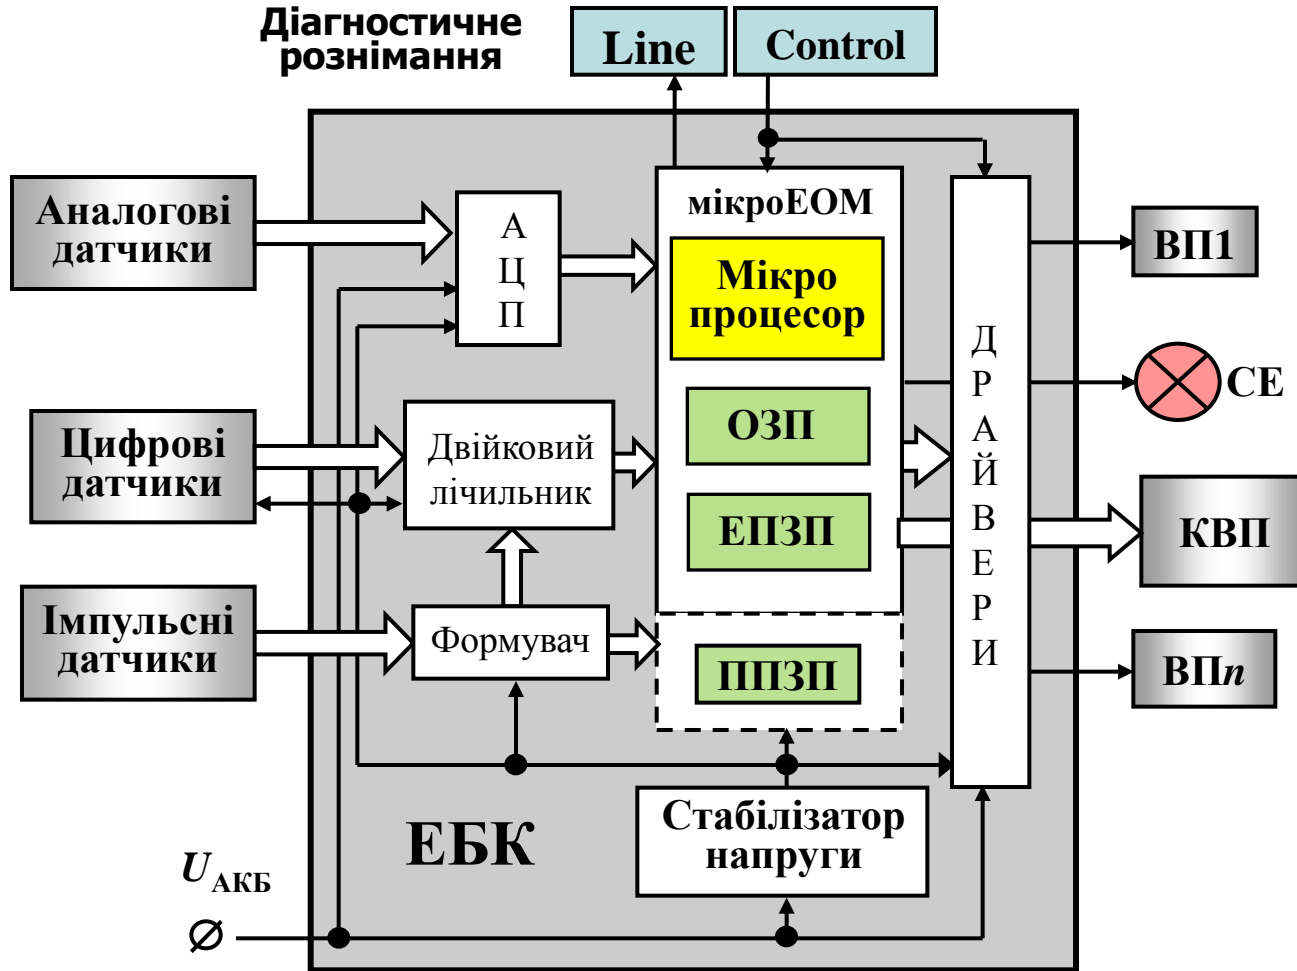 Діагностичне
рознімання
Line
Control
Аналогові
датчики
А
Ц
П
мікроЕОМ
Мікро
процесор
ВП1
Д
Р
А
Й
В
Е
Р
И
СЕ
Цифрові
датчики
Двійковий
лічильник
ОЗП
ЕПЗП
КВП
Імпульсні
датчики
Формувач
ППЗП
ВПn
Стабілізатор
напруги
ЕБК
UАКБ